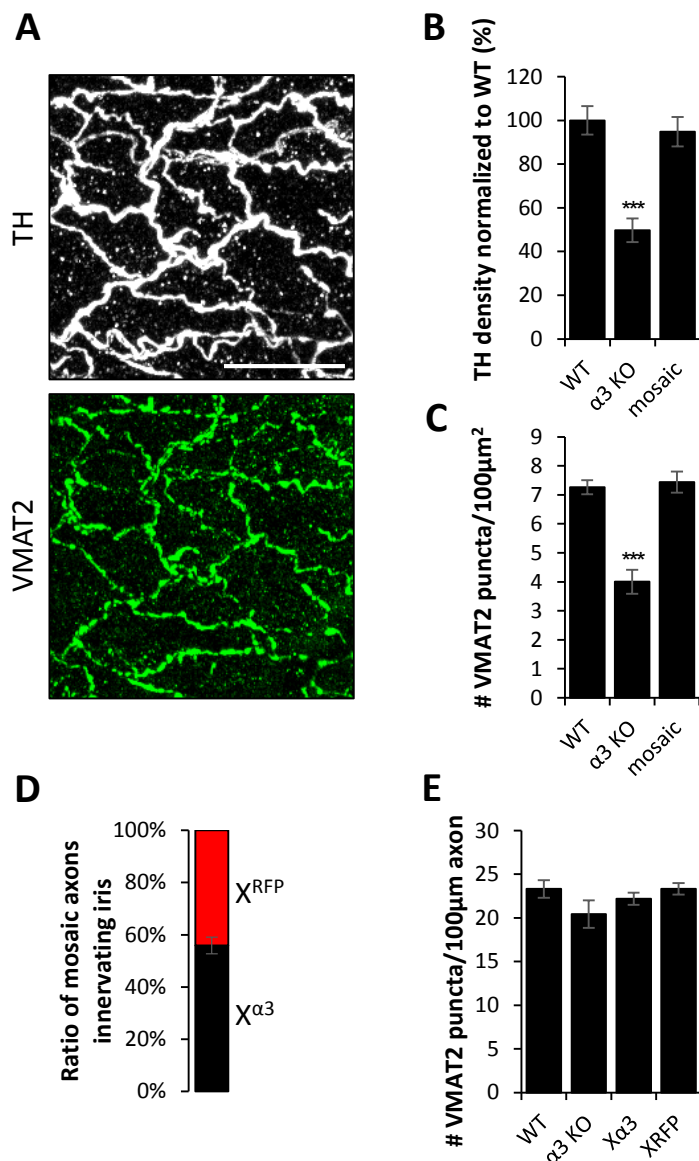 A
TH
VMAT2
B
TH density normalized to WT (%)
120
100
80
60
40
20
0
***
WT
α3 KO
mosaic
C
# VMAT2 puncta/100µm²
9
8
7
6
5
4
3
2
1
0
***
WT
α3 KO
mosaic
D
Ratio of mosaic axons
innervating iris
100%
80%
60%
40%
20%
0%
X^RFP
X^α3
E
# VMAT2 puncta/100µm axon
30
25
20
15
10
5
0
WT
α3 KO
Xα3
XRFP